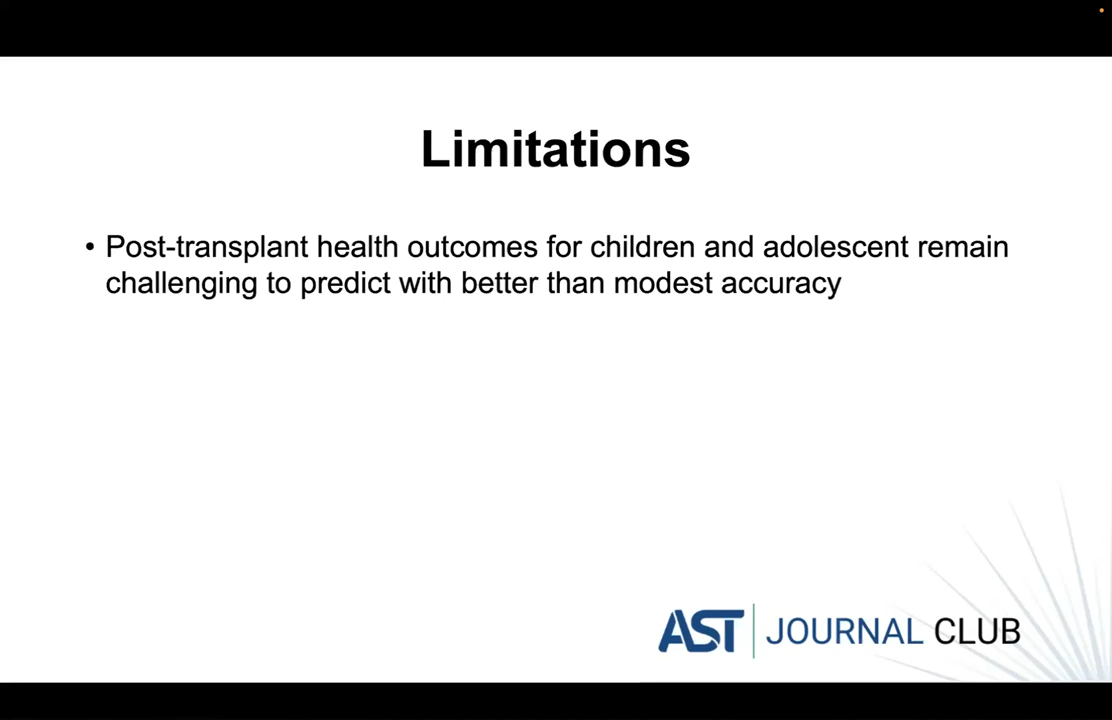 Limitations
• Post-transplant health outcomes for children and adolescent remain
challenging to predict with better than modest accuracy
AST JOURNAL CLUB